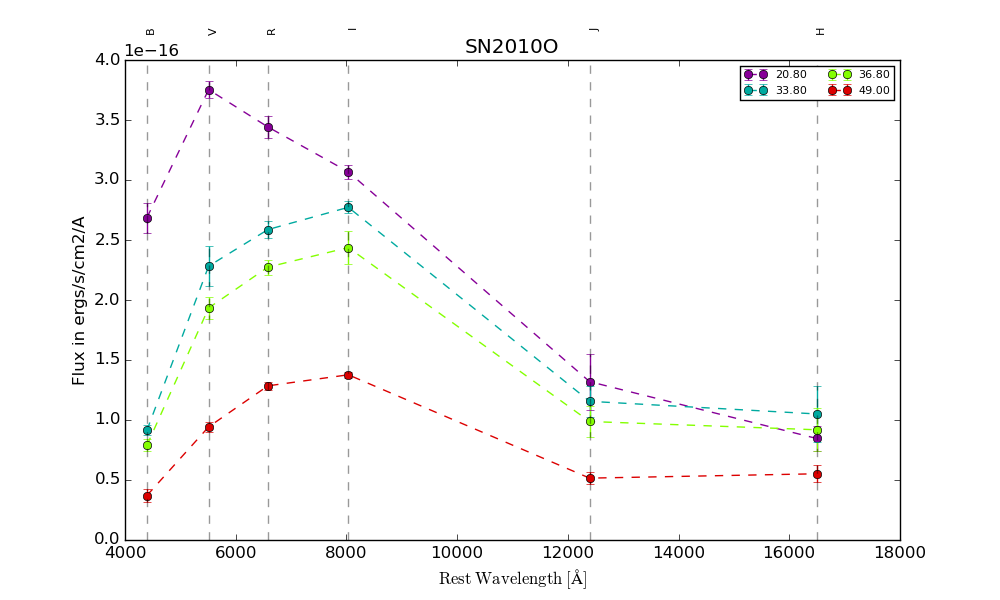 B V R I J H
1e−16
SN2010O
4.0
3.5
3.0
2.5
2.0
1.5
1.0
0.5
0.0
Flux in ergs/s/cm2/A
20.80 36.80
33.80 49.00
4000 6000 8000 10000 12000 14000 16000 18000
Rest Wavelength [Å]